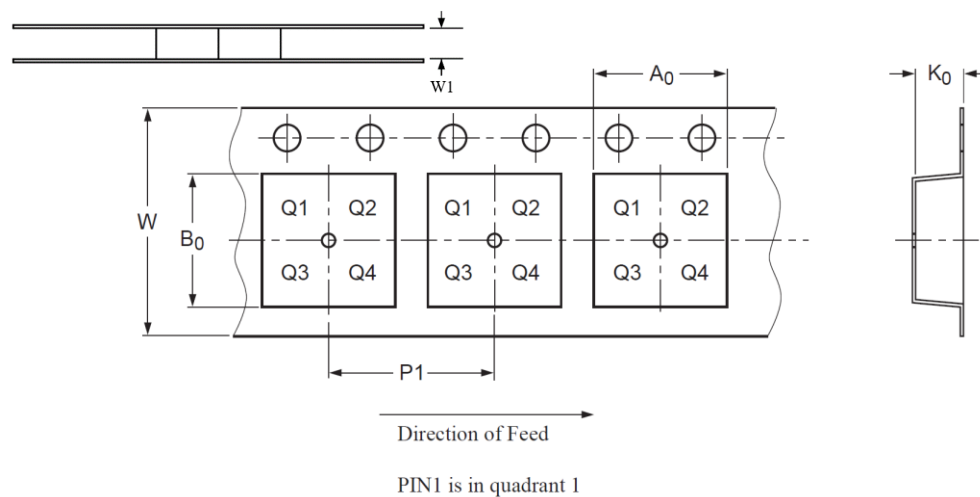 W1
A0
K0
Q1 Q2 Q1 Q2 Q1 Q2
W
B0
Q3 Q4 Q3 Q4 Q3 Q4
P1
Direction of Feed
PIN1 is in quadrant 1